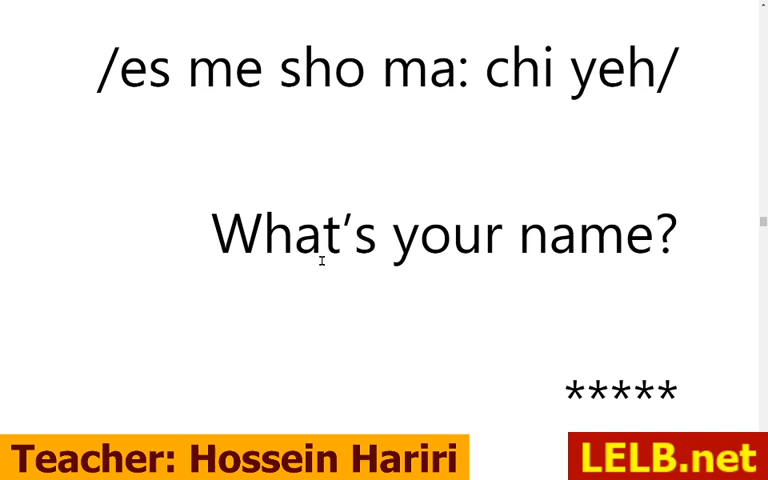 /es me sho ma: chi yeh/
What’s your name?
*****
Teacher: Hossein Hariri
LELB.net